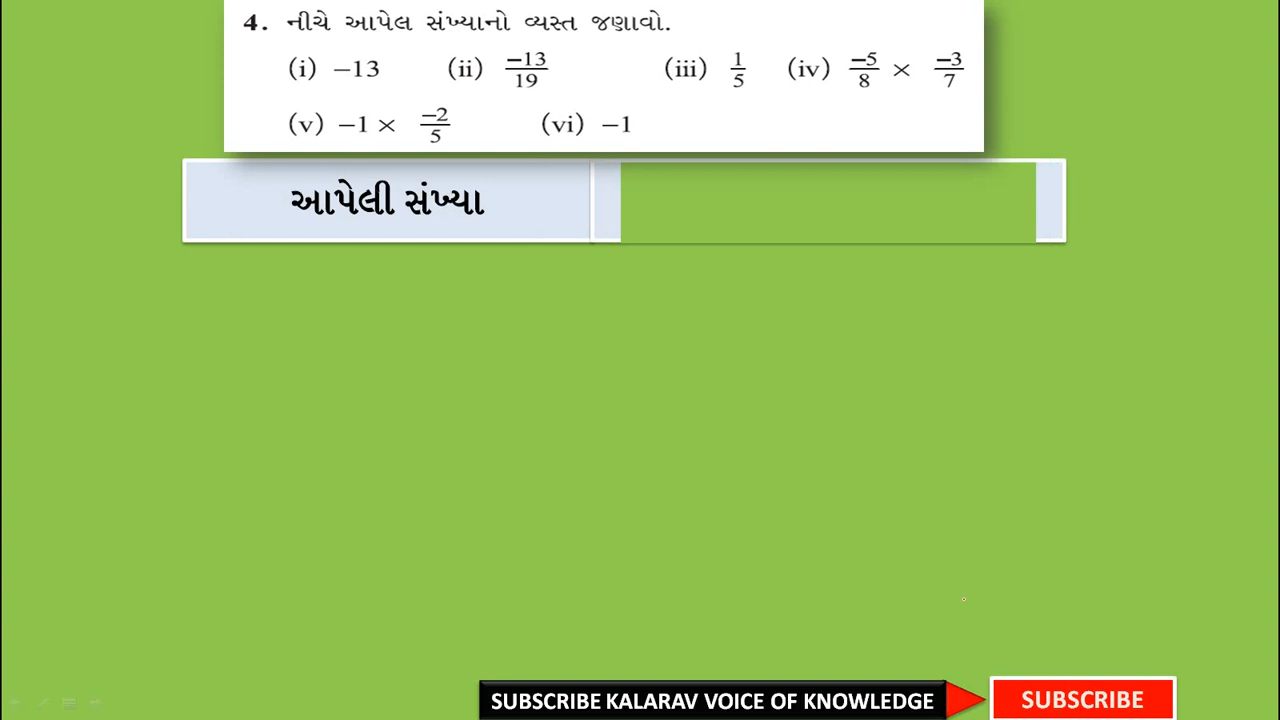 4. નીચે આપેલ સંખ્યાનો વ્યસ્ત જણાવો.
(i) −13 (ii) −13/19 (iii) 1/5 (iv) −5/8 × −3/7
(v) −1 × −2/5 (vi) −1
આપેલી સંખ્યા
SUBSCRIBE KALARAV VOICE OF KNOWLEDGE SUBSCRIBE